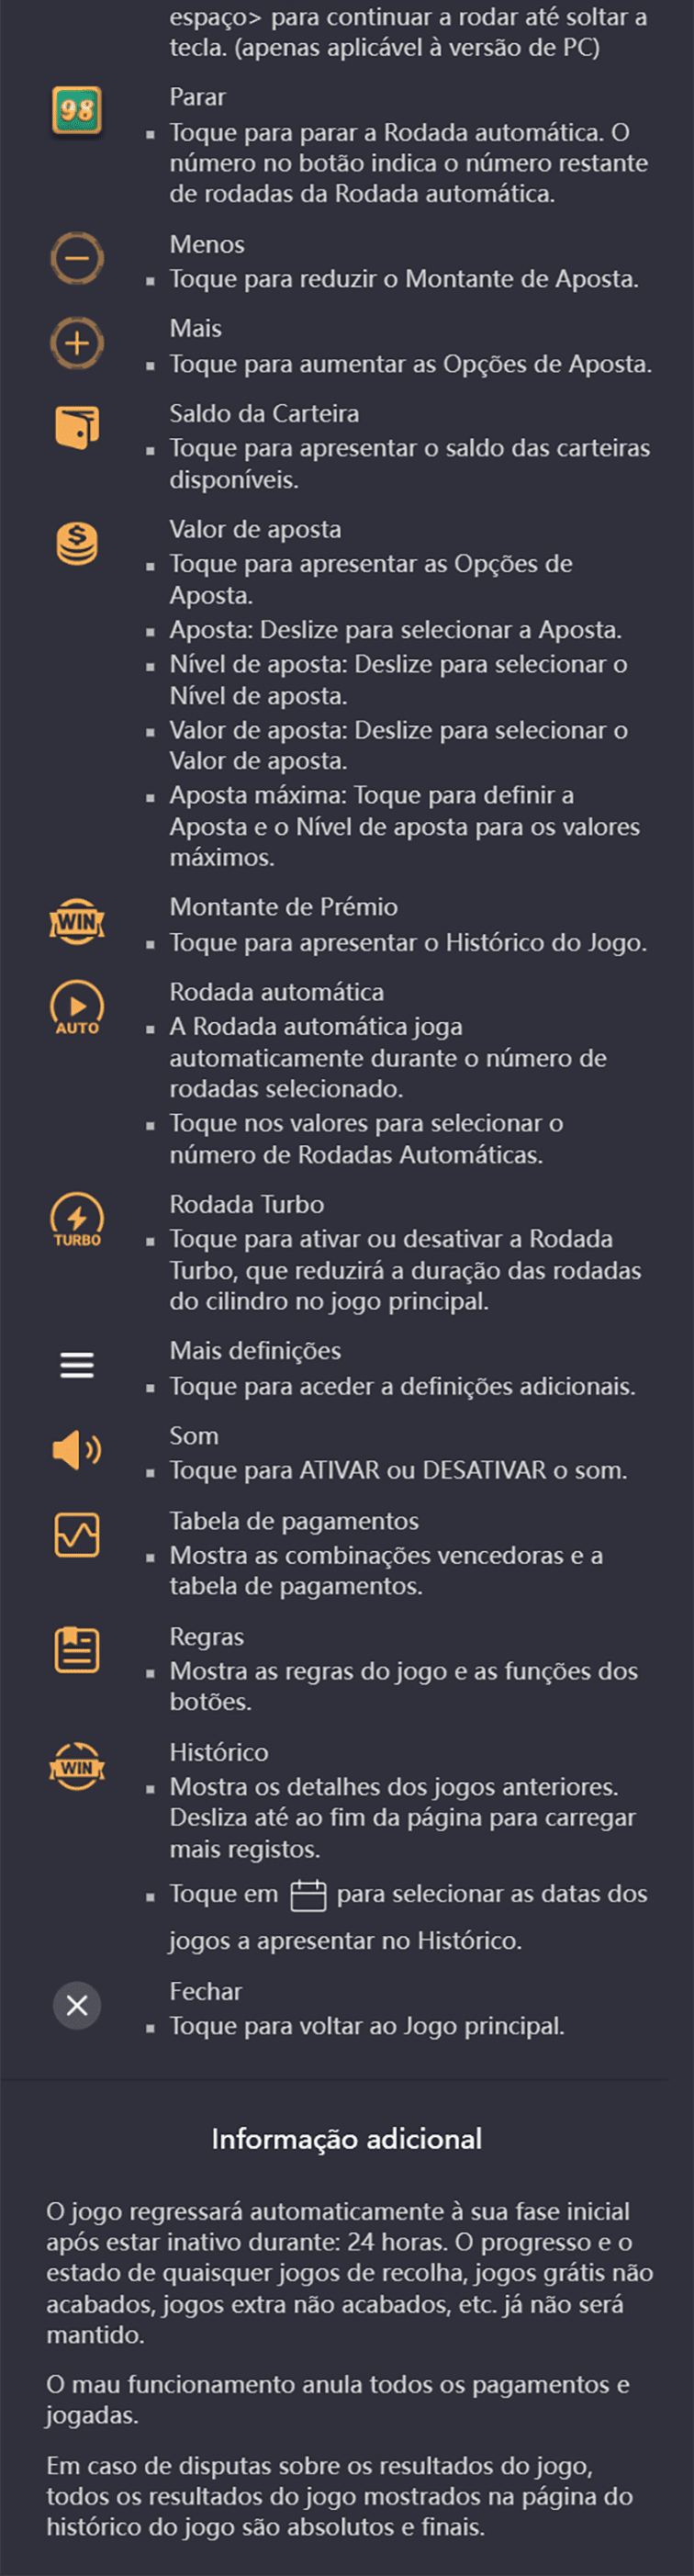 espaço> para continuar a rodar até soltar a
tecla. (apenas aplicável à versão de PC)
98
Parar
▪ Toque para parar a Rodada automática. O
número no botão indica o número restante
de rodadas da Rodada automática.
Menos
▪ Toque para reduzir o Montante de Aposta.
Mais
▪ Toque para aumentar as Opções de Aposta.
Saldo da Carteira
▪ Toque para apresentar o saldo das carteiras
disponíveis.
Valor de aposta
▪ Toque para apresentar as Opções de
Aposta.
▪ Aposta: Deslize para selecionar a Aposta.
▪ Nível de aposta: Deslize para selecionar o
Nível de aposta.
▪ Valor de aposta: Deslize para selecionar o
Valor de aposta.
▪ Aposta máxima: Toque para definir a
Aposta e o Nível de aposta para os valores
máximos.
WIN
Montante de Prémio
▪ Toque para apresentar o Histórico do Jogo.
AUTO
Rodada automática
▪ A Rodada automática joga
automaticamente durante o número de
rodadas selecionado.
▪ Toque nos valores para selecionar o
número de Rodadas Automáticas.
TURBO
Rodada Turbo
▪ Toque para ativar ou desativar a Rodada
Turbo, que reduzirá a duração das rodadas
do cilindro no jogo principal.
Mais definições
▪ Toque para aceder a definições adicionais.
Som
▪ Toque para ATIVAR ou DESATIVAR o som.
Tabela de pagamentos
▪ Mostra as combinações vencedoras e a
tabela de pagamentos.
Regras
▪ Mostra as regras do jogo e as funções dos
botões.
WIN
Histórico
▪ Mostra os detalhes dos jogos anteriores.
Desliza até ao fim da página para carregar
mais registos.
▪ Toque em para selecionar as datas dos
jogos a apresentar no Histórico.
Fechar
▪ Toque para voltar ao Jogo principal.
Informação adicional
O jogo regressará automaticamente à sua fase inicial
após estar inativo durante: 24 horas. O progresso e o
estado de quaisquer jogos de recolha, jogos grátis não
acabados, jogos extra não acabados, etc. já não será
mantido.
O mau funcionamento anula todos os pagamentos e
jogadas.
Em caso de disputas sobre os resultados do jogo,
todos os resultados do jogo mostrados na página do
histórico do jogo são absolutos e finais.